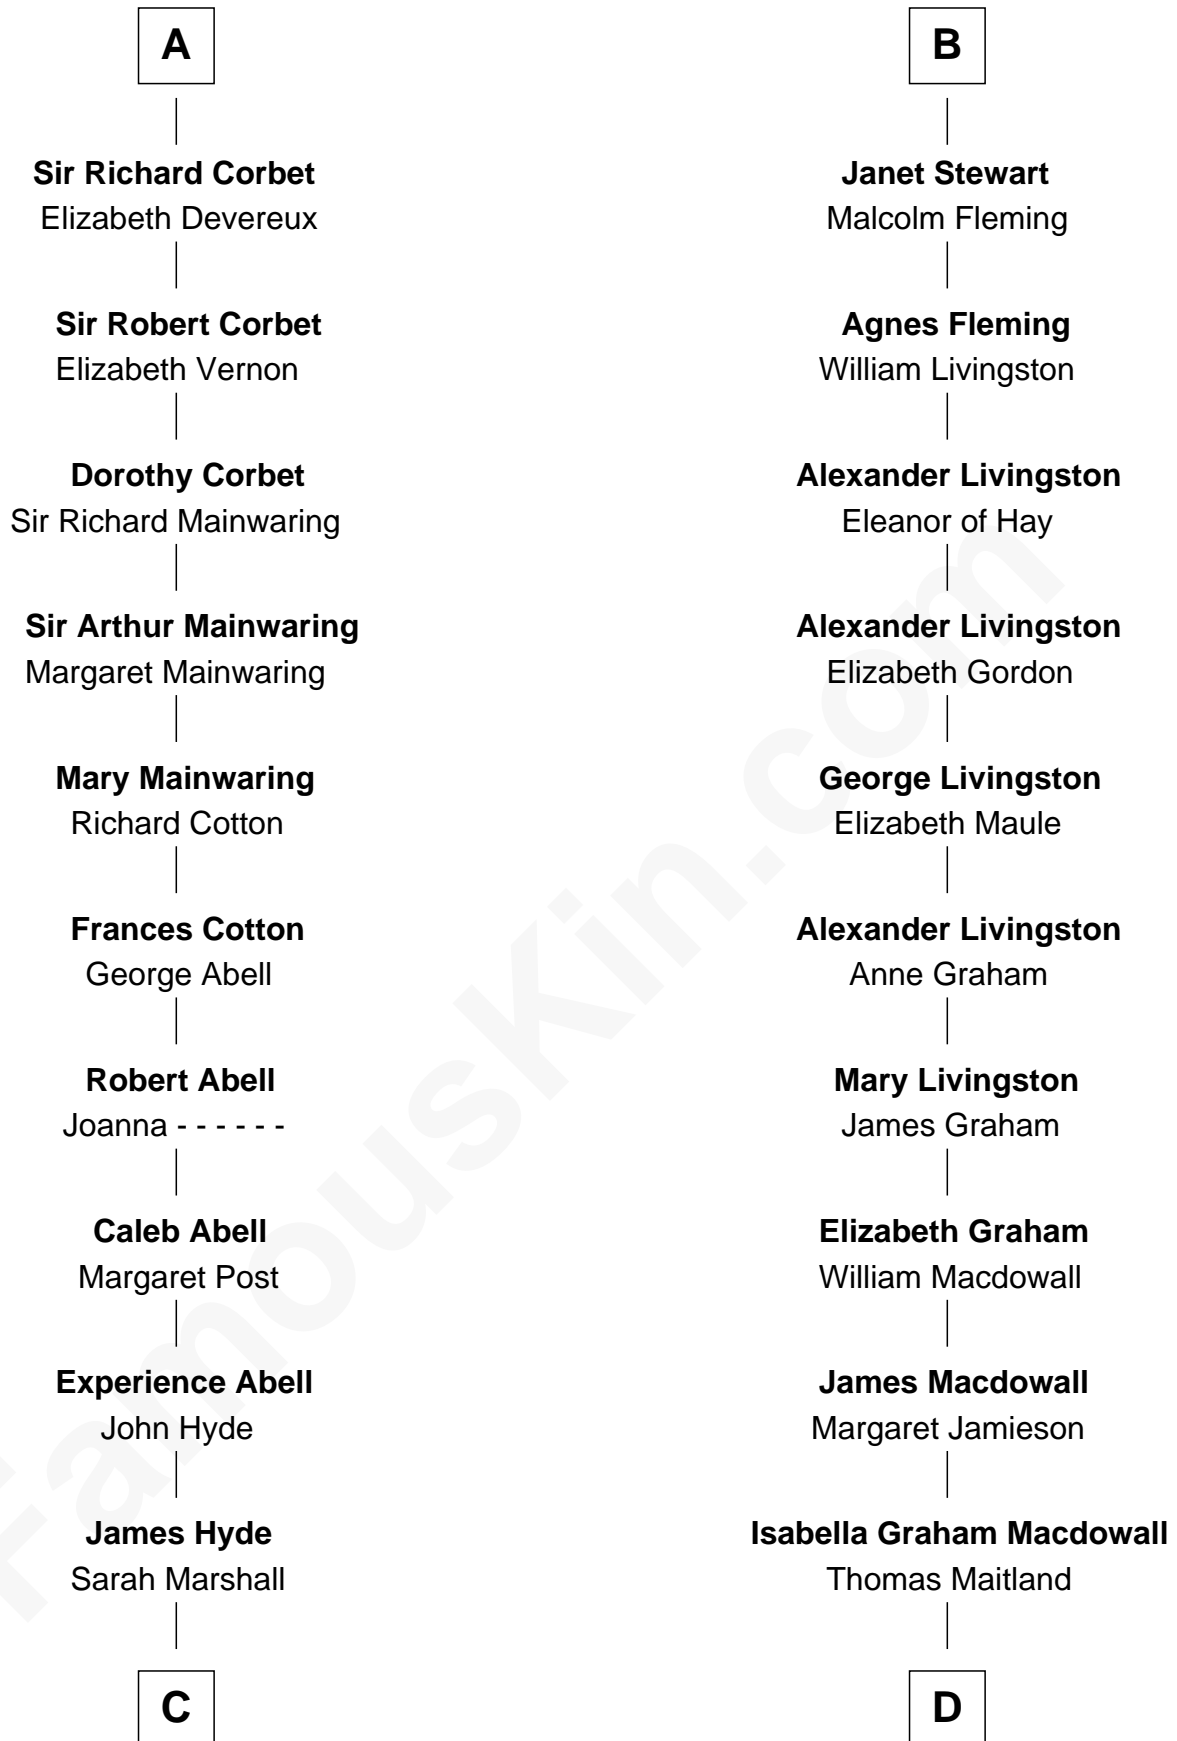 A
Sir Richard Corbet
Elizabeth Devereux
Sir Robert Corbet
Elizabeth Vernon
Dorothy Corbet
Sir Richard Mainwaring
Sir Arthur Mainwaring
Margaret Mainwaring
Mary Mainwaring
Richard Cotton
Frances Cotton
George Abell
Robert Abell
Joanna - - - - - -
Caleb Abell
Margaret Post
Experience Abell
John Hyde
James Hyde
Sarah Marshall
C
B
Janet Stewart
Malcolm Fleming
Agnes Fleming
William Livingston
Alexander Livingston
Eleanor of Hay
Alexander Livingston
Elizabeth Gordon
George Livingston
Elizabeth Maule
Alexander Livingston
Anne Graham
Mary Livingston
James Graham
Elizabeth Graham
William Macdowall
James Macdowall
Margaret Jamieson
Isabella Graham Macdowall
Thomas Maitland
D
FamousKin.com